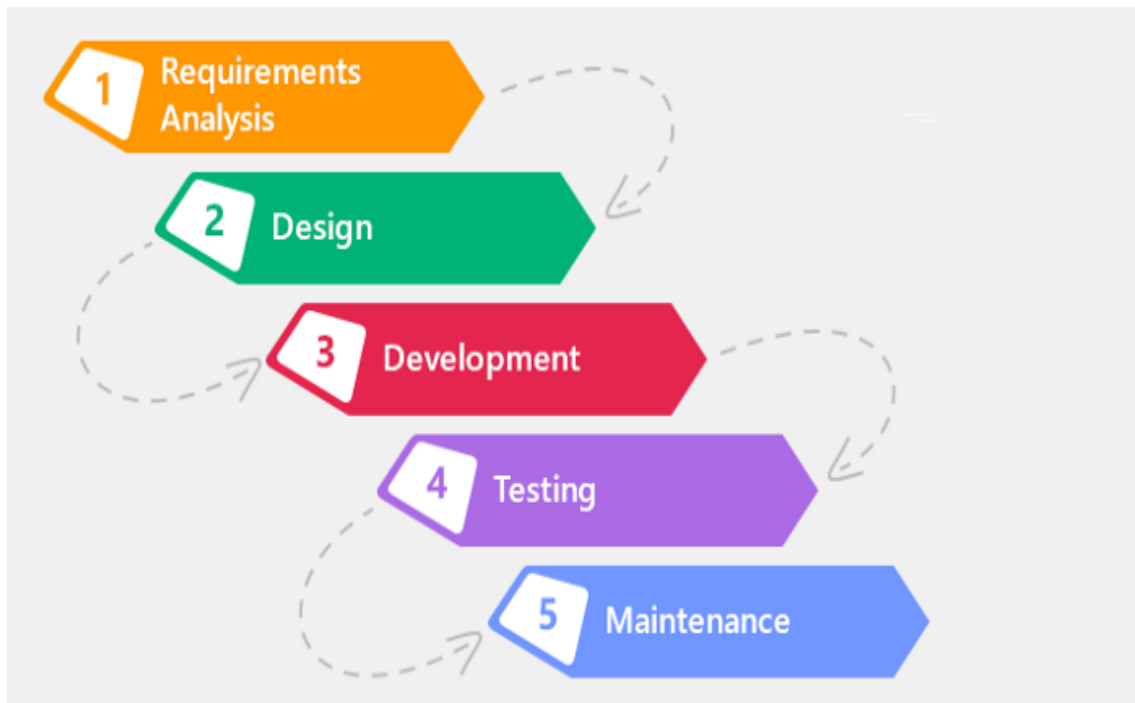 1
Requirements
Analysis
2
Design
3
Development
4
Testing
5
Maintenance